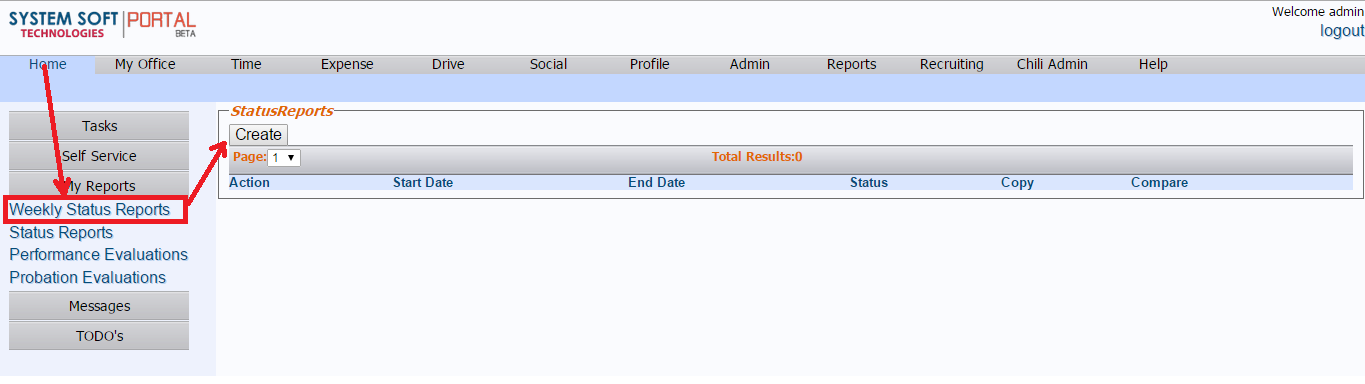 SYSTEM SOFT PORTAL
TECHNOLOGIES BETA
Welcome admin
logout
Home My Office Time Expense Drive Social Profile Admin Reports Recruiting Chili Admin Help
Tasks
Self Service
My Reports
Weekly Status Reports
Status Reports
Performance Evaluations
Probation Evaluations
Messages
TODO's
StatusReports
Create
Page: 1 Total Results:0
Action Start Date End Date Status Copy Compare